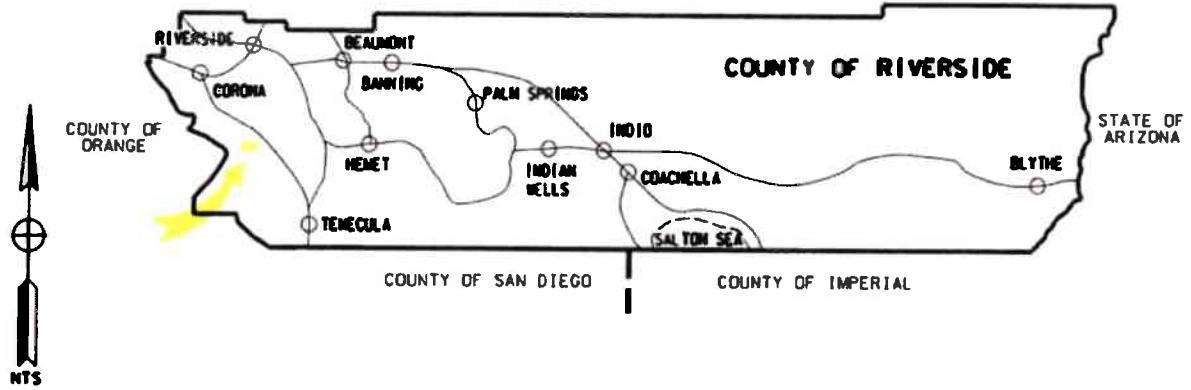 RIVERSIDE
BEAUMONT
COUNTY OF RIVERSIDE
BANNING
CORONA
PALM SPRINGS
COUNTY OF
ORANGE
STATE OF
ARIZONA
INDIO
HEMET
INDIAN
WELLS
COACHELLA
BLYTHE
TEMECULA
SALTON SEA
COUNTY OF SAN DIEGO
COUNTY OF IMPERIAL
NTS